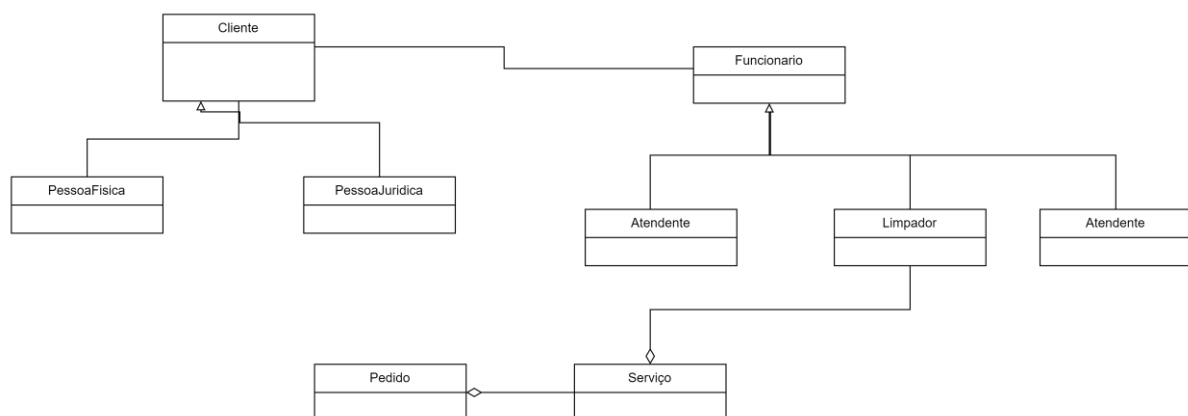 Cliente
Funcionario
PessoaFisica
PessoaJuridica
Atendente
Limpador
Atendente
Pedido
Serviço